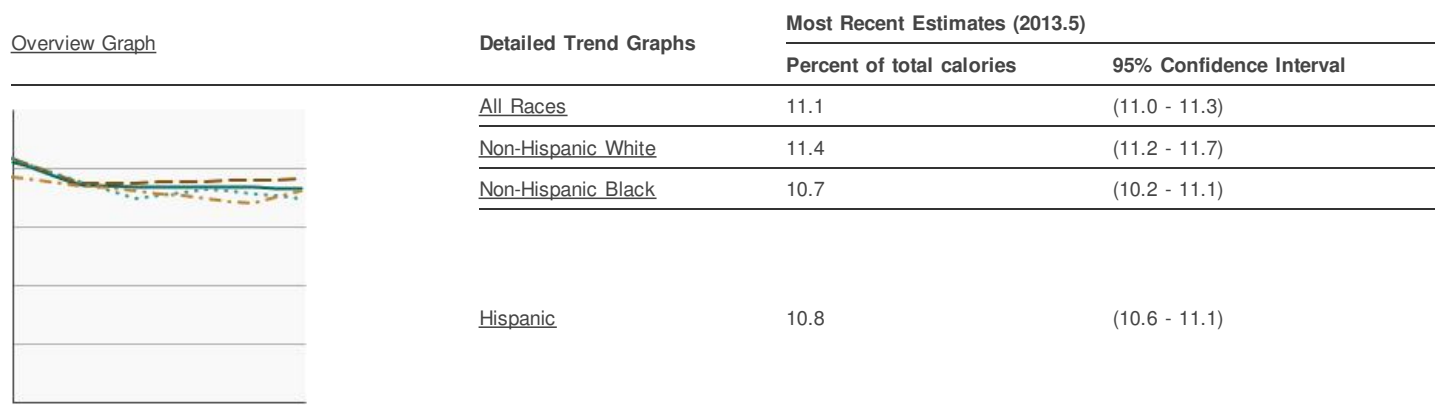 Overview Graph
Detailed Trend Graphs
Most Recent Estimates (2013.5)
Percent of total calories 95% Confidence Interval
All Races 11.1 (11.0 - 11.3)
Non-Hispanic White 11.4 (11.2 - 11.7)
Non-Hispanic Black 10.7 (10.2 - 11.1)
Hispanic 10.8 (10.6 - 11.1)